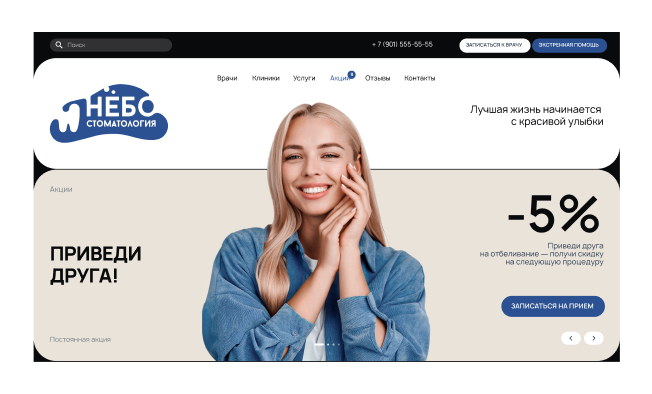 Поиск
+ 7 (901) 555-55-55
ЗАПИСАТЬСЯ К ВРАЧУ
ЭКСТРЕННАЯ ПОМОЩЬ
Врачи
Клиники
Услуги
Акции
Отзывы
Контакты
НЁБО
СТОМАТОЛОГИЯ
Лучшая жизнь начинается
с красивой улыбки
Акции
ПРИВЕДИ
ДРУГА!
Постоянная акция
-5%
Приведи друга
на отбеливание — получи скидку
на следующую процедуру
ЗАПИСАТЬСЯ НА ПРИЕМ